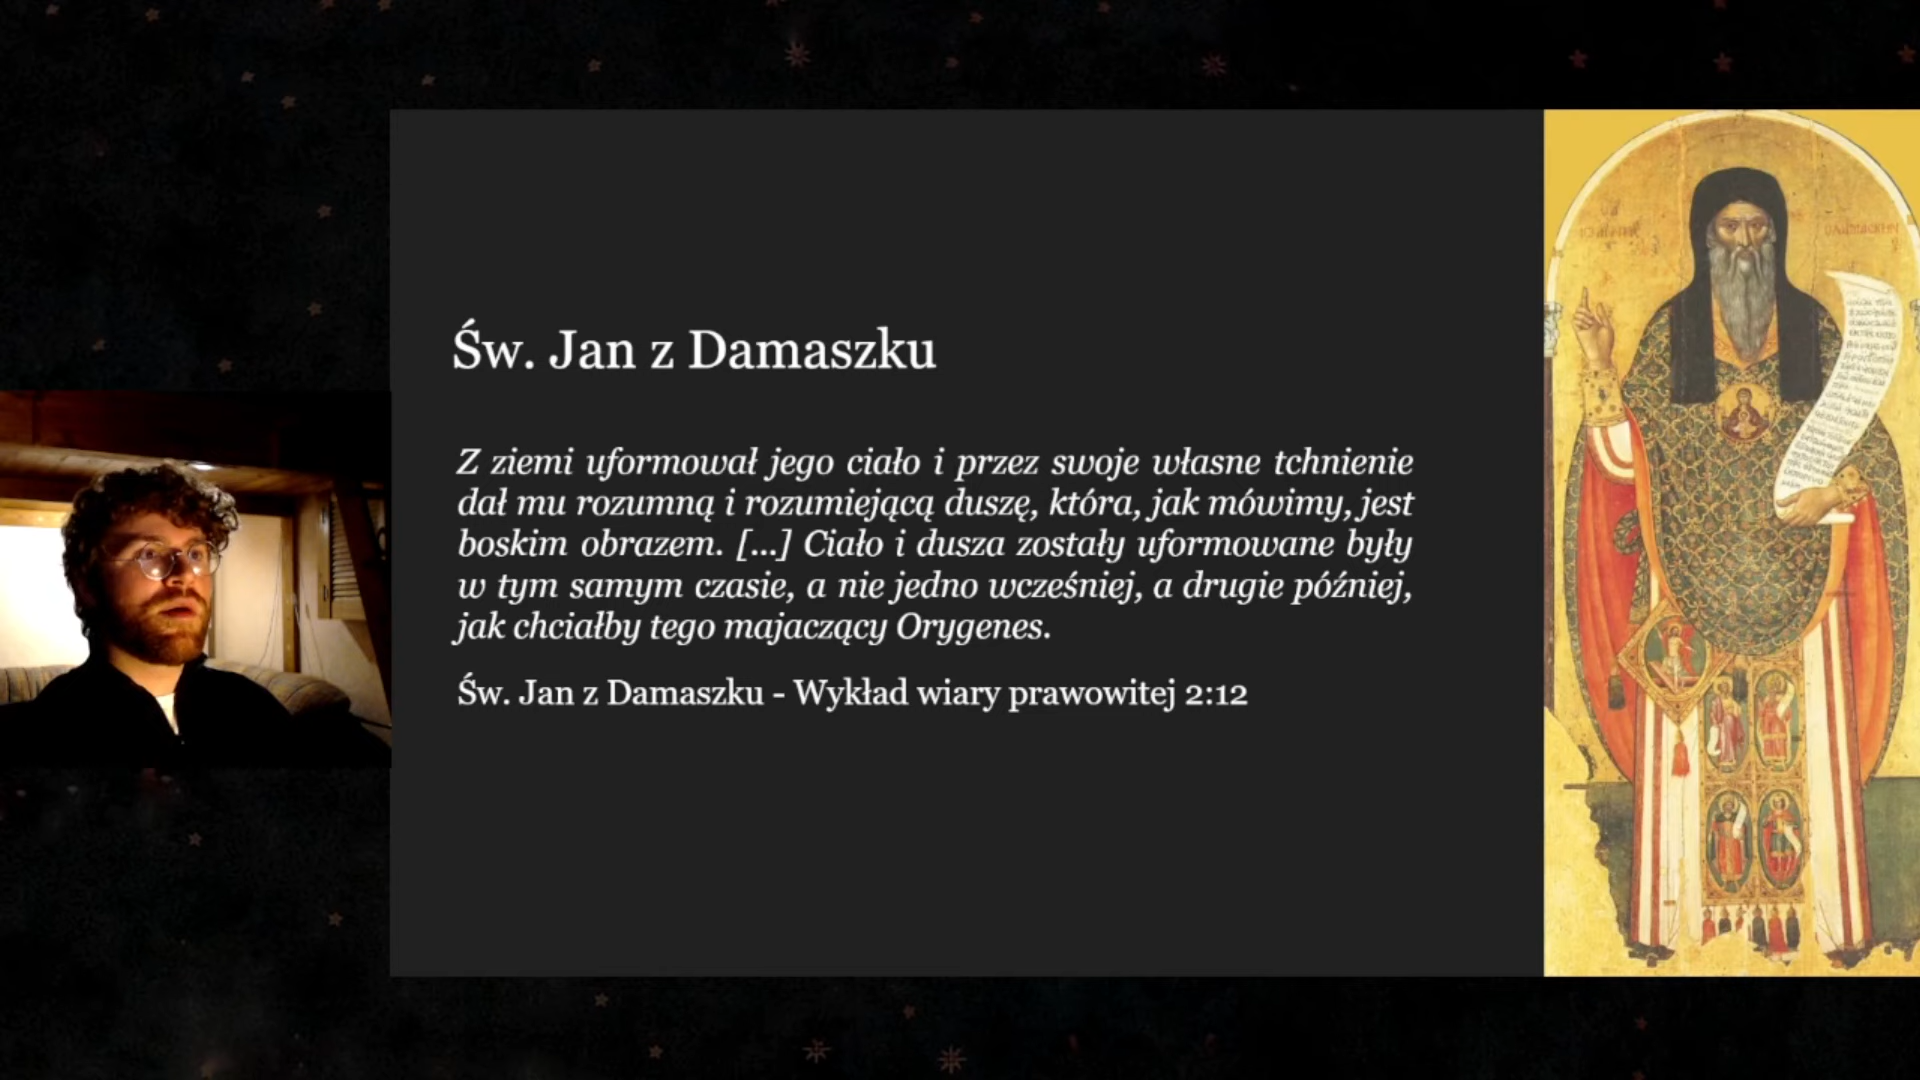 Św. Jan z Damaszku
Z ziemi uformował jego ciało i przez swoje własne tchnienie
dał mu rozumną i rozumiejącą duszę, która, jak mówimy, jest
boskim obrazem. [...] Ciało i dusza zostały uformowane były
w tym samym czasie, a nie jedno wcześniej, a drugie później,
jak chciałby tego majaczący Orygenes.
Św. Jan z Damaszku - Wykład wiary prawowitej 2:12